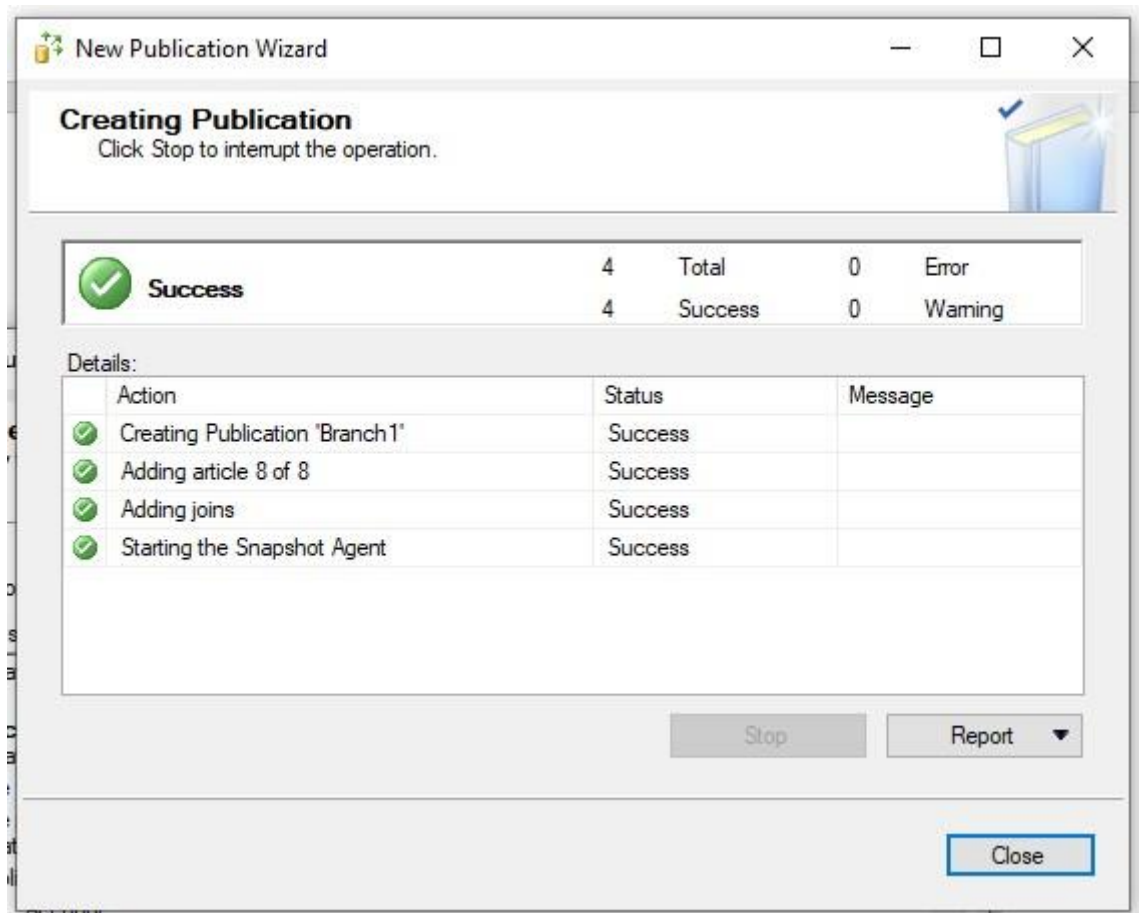 New Publication Wizard
Creating Publication
Click Stop to interrupt the operation.
Success 4 Total 0 Error
4 Success 0 Warning
Details:
Action Status Message
Creating Publication 'Branch1' Success
Adding article 8 of 8 Success
Adding joins Success
Starting the Snapshot Agent Success
Stop Report
Close